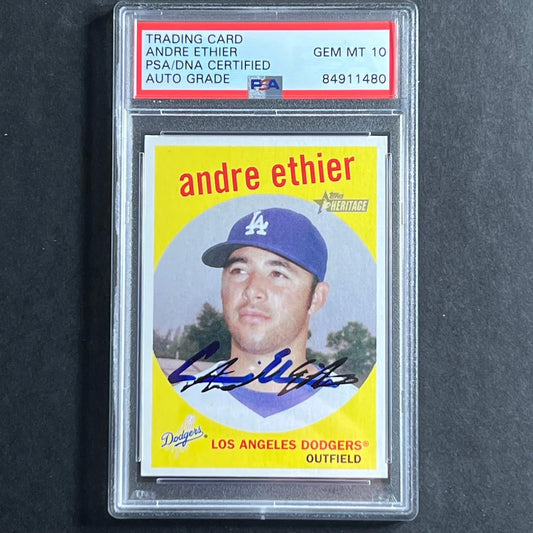 TRADING CARD
ANDRE ETHIER GEM MT 10
PSA/DNA CERTIFIED
AUTO GRADE PSA 84911480
andre ethier
Topps
HERITAGE
LA
Dodgers
LOS ANGELES DODGERS®
OUTFIELD